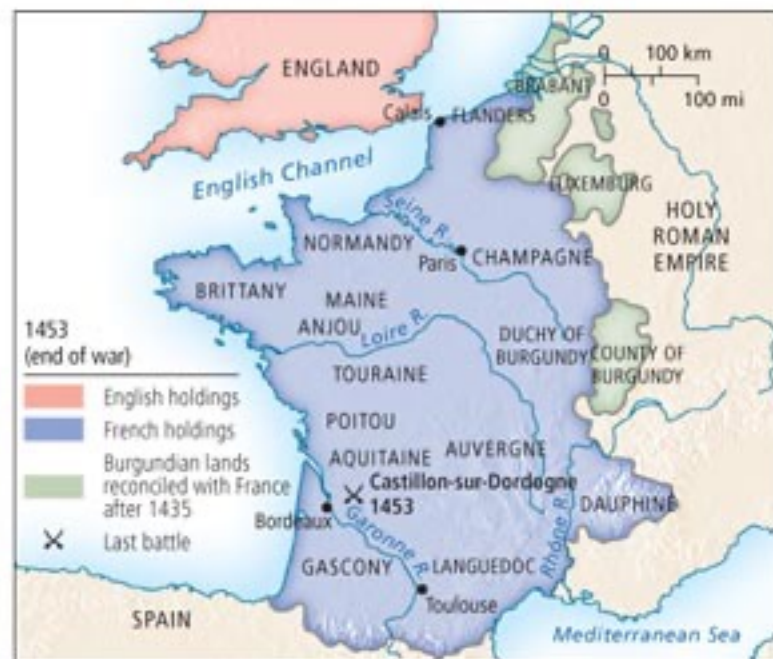 ENGLAND
0 100 km
0 100 mi
BRABANT
Calais
FLANDERS
English Channel
LUXEMBURG
HOLY
ROMAN
EMPIRE
Seine R.
NORMANDY
Paris
CHAMPAGNE
BRITTANY
MAINE
ANJOU
Loire R.
DUCHY OF
BURGUNDY
COUNTY OF
BURGUNDY
TOURAINE
POITOU
AQUITAINE
AUVERGNE
Castillon-sur-Dordogne
1453
Bordeaux
Garonne R.
DAUPHINÉ
Rhône R.
GASCONY
LANGUEDOC
Toulouse
SPAIN
Mediterranean Sea
1453
(end of war)
English holdings
French holdings
Burgundian lands
reconciled with France
after 1435
Last battle